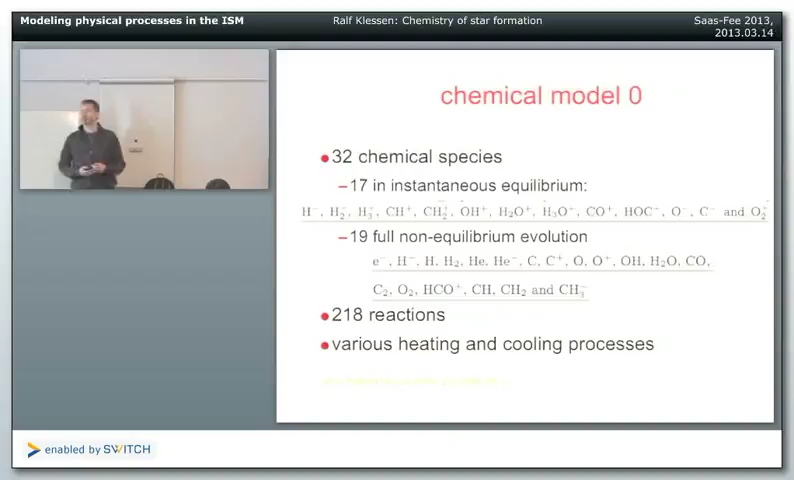 Modeling physical processes in the ISM
Ralf Klessen: Chemistry of star formation
Saas-Fee 2013,
2013.03.14
chemical model 0
•32 chemical species
–17 in instantaneous equilibrium:
H⁻, H₂⁻, H₃⁻, CH⁺, CH₂⁻, OH⁺, H₂O⁺, H₃O⁺, CO⁺, HOC⁻, O⁻, C⁻ and O₂⁻
–19 full non-equilibrium evolution
e⁻, H⁻, H, H₂, He, He⁻, C, C⁺, O, O⁺, OH, H₂O, CO,
C₂, O₂, HCO⁺, CH, CH₂ and CH₃⁻
•218 reactions
•various heating and cooling processes
enabled by SWITCH